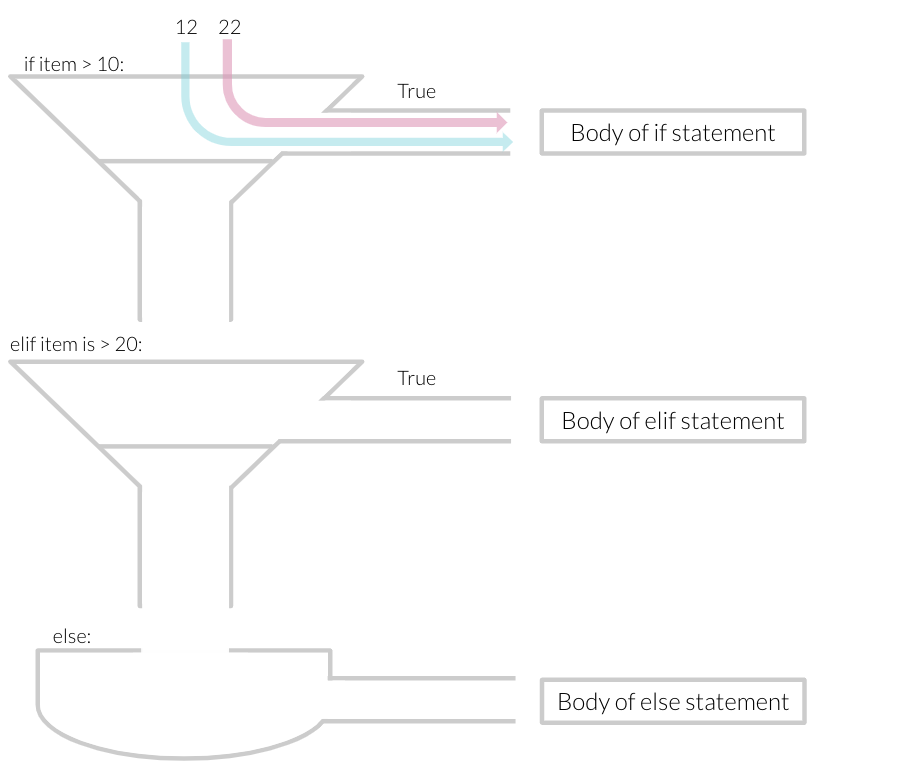 12 22
if item > 10:
True
Body of if statement
elif item is > 20:
True
Body of elif statement
else:
Body of else statement